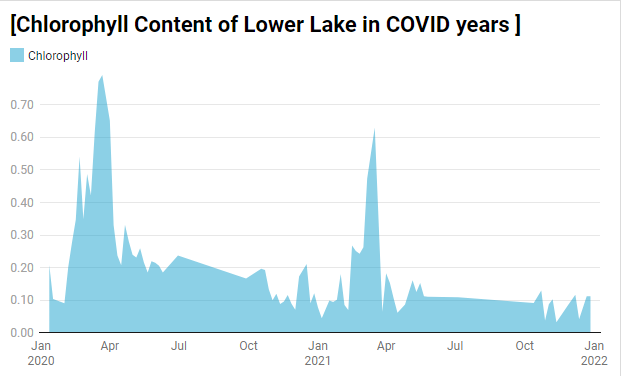 [Chlorophyll Content of Lower Lake in COVID years ]
Chlorophyll
0.70
0.60
0.50
0.40
0.30
0.20
0.10
0.00
Jan Apr Jul Oct Jan Apr Jul Oct Jan
2020 2021 2022